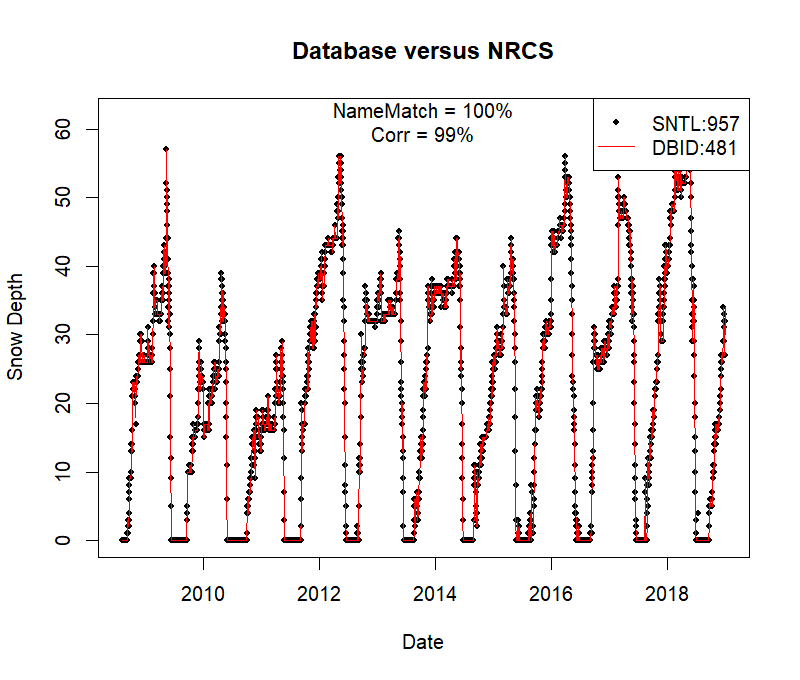 Database versus NRCS
NameMatch = 100%
Corr = 99%
SNTL:957
DBID:481
Snow Depth
60
50
40
30
20
10
0
2010 2012 2014 2016 2018
Date